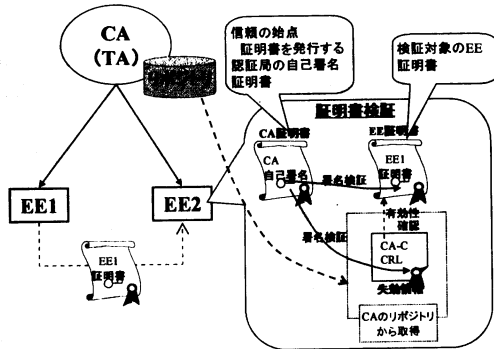 CA
（TA）
信頼の始点
証明書を発行する
認証局の自己署名
証明書
検証対象のEE
証明書
証明書検証
CA証明書
EE証明書
CA
自己署名
EE1
証明書
署名検証
署名検証
有効性
確認
CA-C
CRL
失効情報
CAのリポジトリ
から取得
EE1
EE2
EE1
証明書